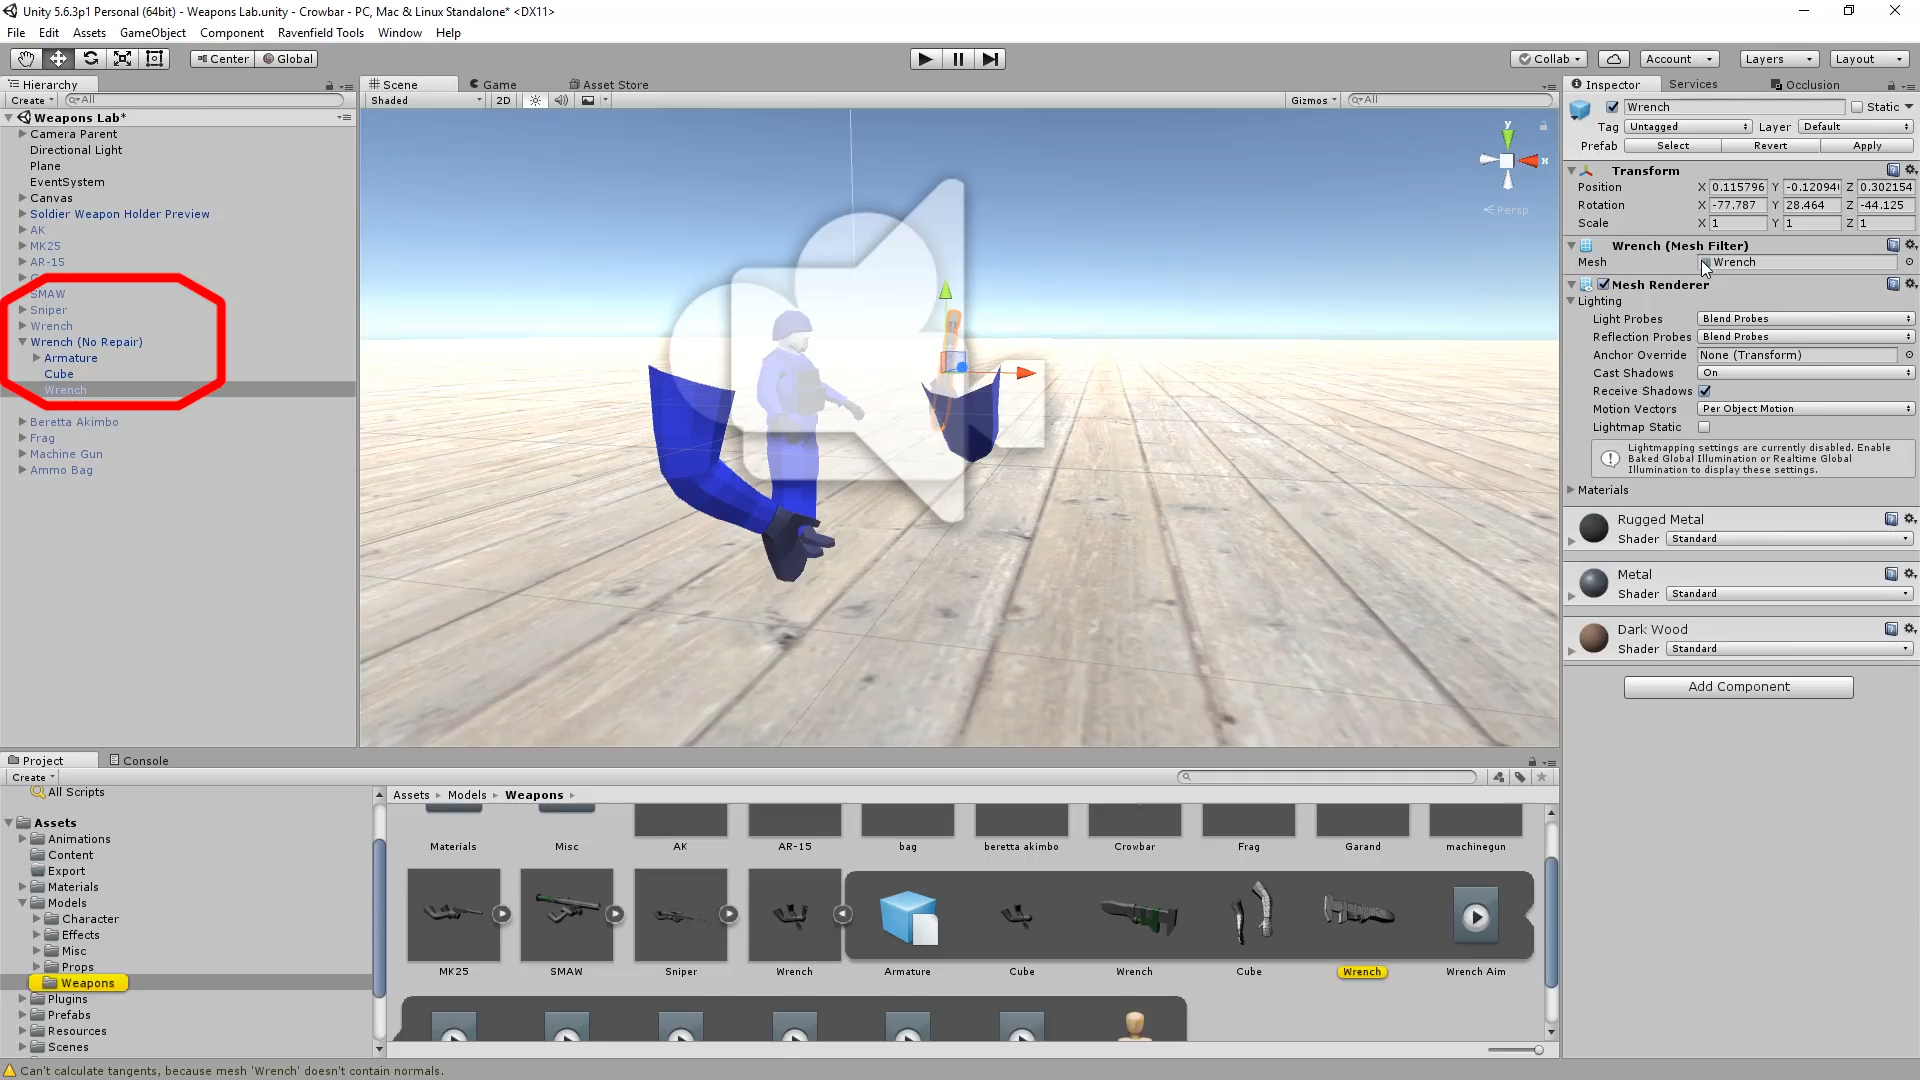 Unity 5.6.3p1 Personal (64bit) - Weapons Lab.unity - Crowbar - PC, Mac & Linux Standalone* <DX11>
File Edit Assets GameObject Component Ravenfield Tools Window Help
Center Global Collab Account Layers Layout
Hierarchy
Create All
Weapons Lab*
Camera Parent
Directional Light
Plane
EventSystem
Canvas
Soldier Weapon Holder Preview
AK
MK25
AR-15
SMAW
Sniper
Wrench
Wrench (No Repair)
Armature
Cube
Wrench
Beretta Akimbo
Frag
Machine Gun
Ammo Bag
Scene Game Asset Store
Shaded 2D Gizmos All
y
x
Persp
Inspector Services Occlusion
Wrench Static
Tag Untagged Layer Default
Prefab Select Revert Apply
Transform
Position X 0.115796 Y -0.12094 Z 0.302154
Rotation X -77.787 Y 28.464 Z -44.125
Scale X 1 Y 1 Z 1
Wrench (Mesh Filter)
Mesh Wrench
Mesh Renderer
Lighting
Light Probes Blend Probes
Reflection Probes Blend Probes
Anchor Override None (Transform)
Cast Shadows On
Receive Shadows
Motion Vectors Per Object Motion
Lightmap Static
Lightmapping settings are currently disabled. Enable
Baked Global Illumination or Realtime Global
Illumination to display these settings.
Materials
Rugged Metal
Shader Standard
Metal
Shader Standard
Dark Wood
Shader Standard
Add Component
Project Console
Create
All Scripts
Assets
Animations
Content
Export
Materials
Models
Character
Effects
Misc
Props
Weapons
Plugins
Prefabs
Resources
Scenes
Assets Models Weapons
Materials Misc AK AR-15 bag beretta akimbo Crowbar Frag Garand machinegun
MK25 SMAW Sniper Wrench Armature Cube Wrench Cube Wrench Wrench Aim
Can't calculate tangents, because mesh 'Wrench' doesn't contain normals.